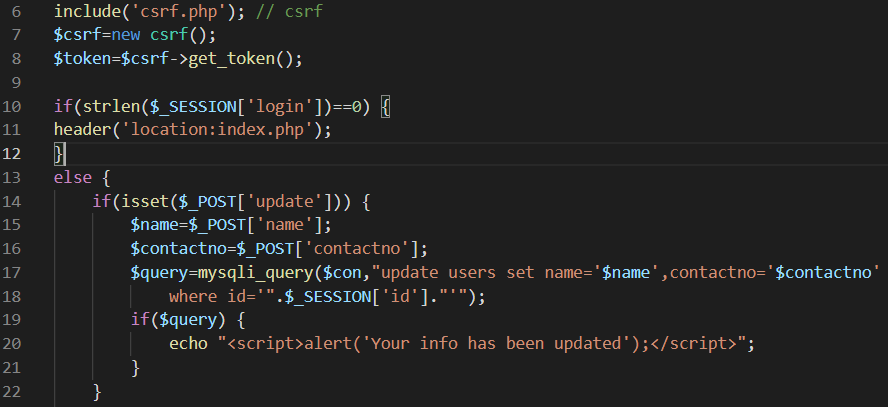 6 include('csrf.php'); // csrf
7 $csrf=new csrf();
8 $token=$csrf->get_token();
9
10 if(strlen($_SESSION['login'])==0) {
11 header('location:index.php');
12 }
13 else {
14 if(isset($_POST['update'])) {
15 $name=$_POST['name'];
16 $contactno=$_POST['contactno'];
17 $query=mysqli_query($con,"update users set name='$name',contactno='$contactno'
18 where id='".$_SESSION['id']."'");
19 if($query) {
20 echo "<script>alert('Your info has been updated');</script>";
21 }
22 }